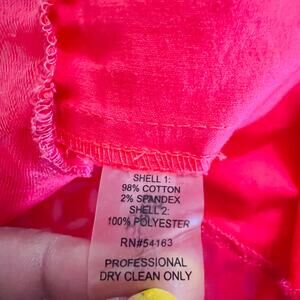 SHELL 1:
98% COTTON
2% SPANDEX
SHELL 2:
100% POLYESTER
RN#54163
PROFESSIONAL
DRY CLEAN ONLY